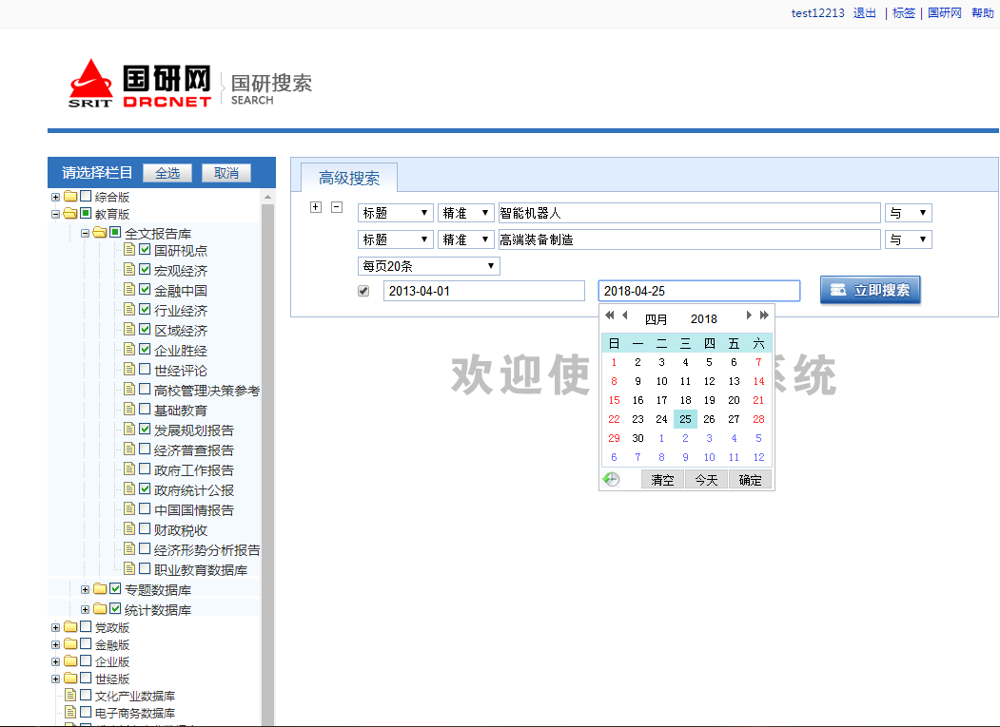 test12213 退出 | 标签 | 国研网 帮助
国研网
SRIT DRCNET
国研搜索
SEARCH
请选择栏目 全选 取消
综合版
教育版
全文报告库
国研视点
宏观经济
金融中国
行业经济
区域经济
企业胜经
世经评论
高校管理决策参考
基础教育
发展规划报告
经济普查报告
政府工作报告
政府统计公报
中国国情报告
财政税收
经济形势分析报告
职业教育数据库
专题数据库
统计数据库
党政版
金融版
企业版
世经版
文化产业数据库
电子商务数据库
高级搜索
标题 精准 智能机器人 与
标题 精准 高端装备制造 与
每页20条
2013-04-01 2018-04-25 立即搜索
欢迎使 系统
四月 2018
日 一 二 三 四 五 六
1 2 3 4 5 6 7
8 9 10 11 12 13 14
15 16 17 18 19 20 21
22 23 24 25 26 27 28
29 30 1 2 3 4 5
6 7 8 9 10 11 12
清空 今天 确定